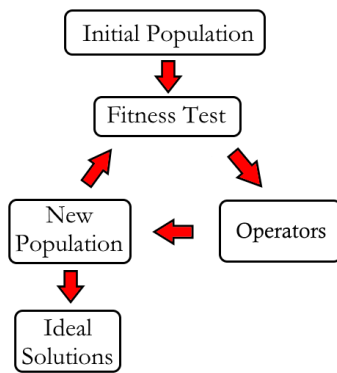 Initial Population
Fitness Test
New
Population
Operators
Ideal
Solutions